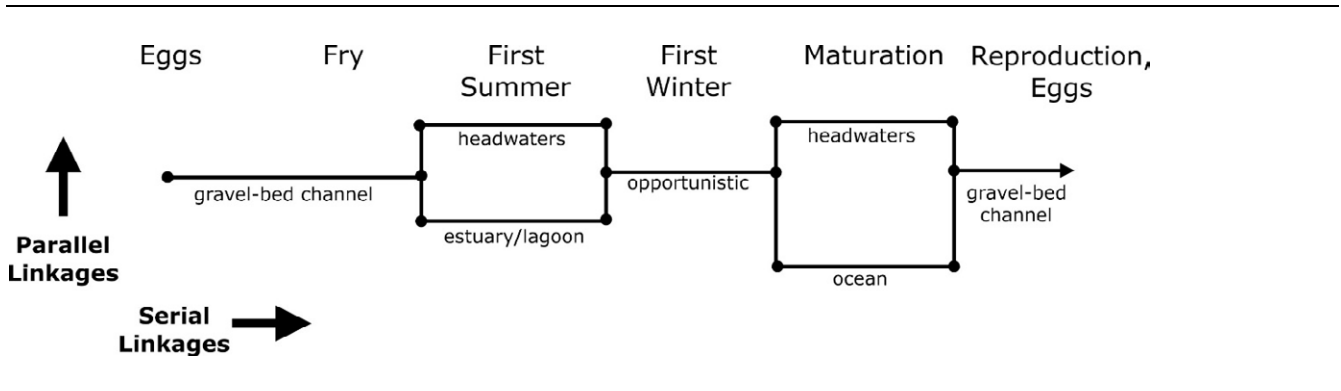 Eggs
Fry
First
Summer
First
Winter
Maturation
Reproduction,
Eggs
headwaters
headwaters
gravel-bed channel
opportunistic
gravel-bed
channel
estuary/lagoon
ocean
Parallel
Linkages
Serial
Linkages